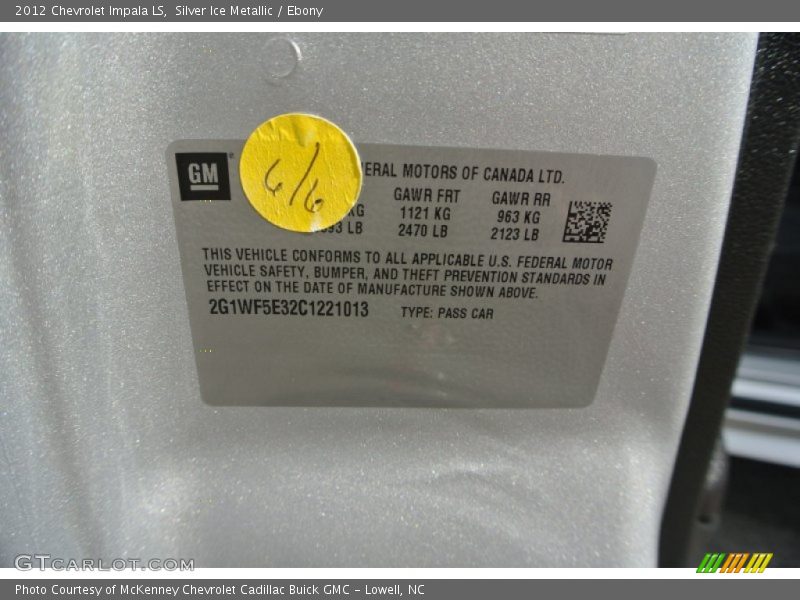 2012 Chevrolet Impala LS, Silver Ice Metallic / Ebony
GM
6/6
ERAL MOTORS OF CANADA LTD.
GAWR FRT GAWR RR
KG 1121 KG 963 KG
93 LB 2470 LB 2123 LB
THIS VEHICLE CONFORMS TO ALL APPLICABLE U.S. FEDERAL MOTOR
VEHICLE SAFETY, BUMPER, AND THEFT PREVENTION STANDARDS IN
EFFECT ON THE DATE OF MANUFACTURE SHOWN ABOVE.
2G1WF5E32C1221013 TYPE: PASS CAR
GTCARLOT.COM
Photo Courtesy of McKenney Chevrolet Cadillac Buick GMC - Lowell, NC